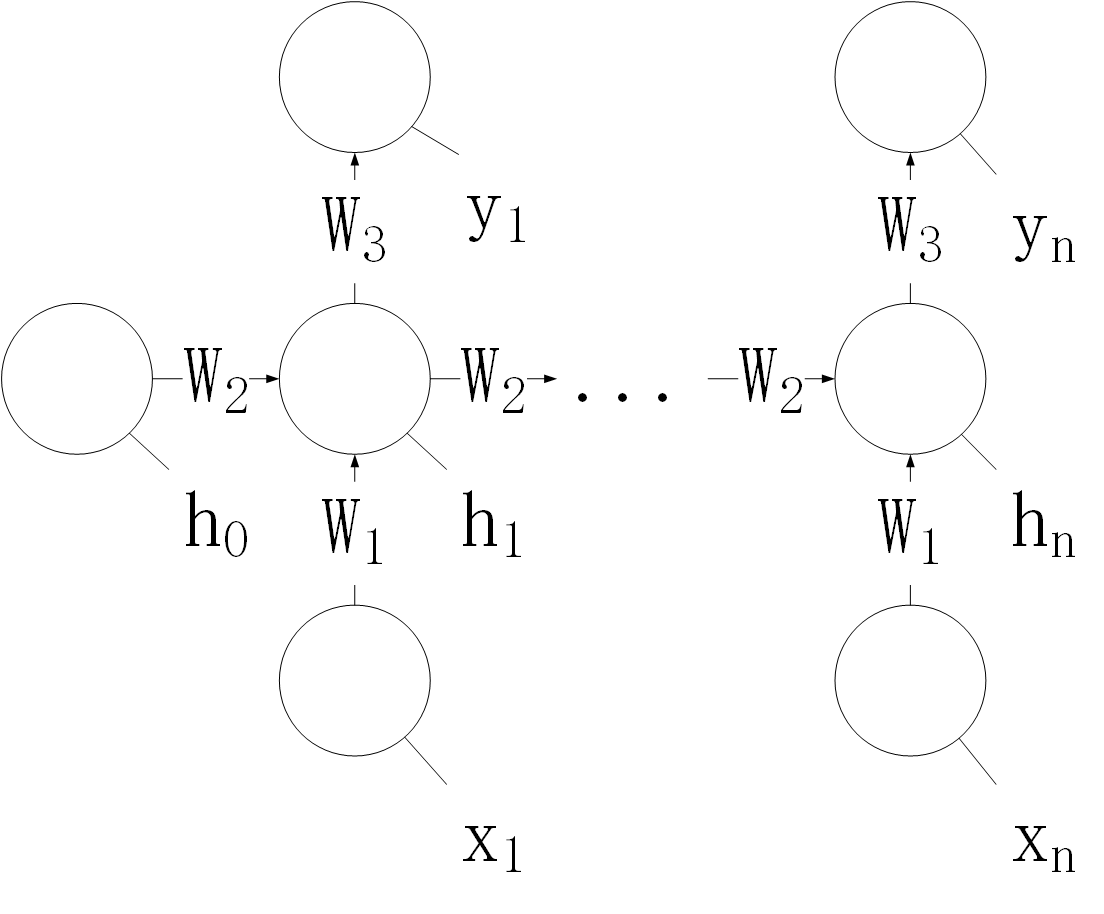 W₃ y₁ W₃ yₙ
W₂ W₂ ... W₂
h₀ W₁ h₁ W₁ hₙ
x₁ xₙ